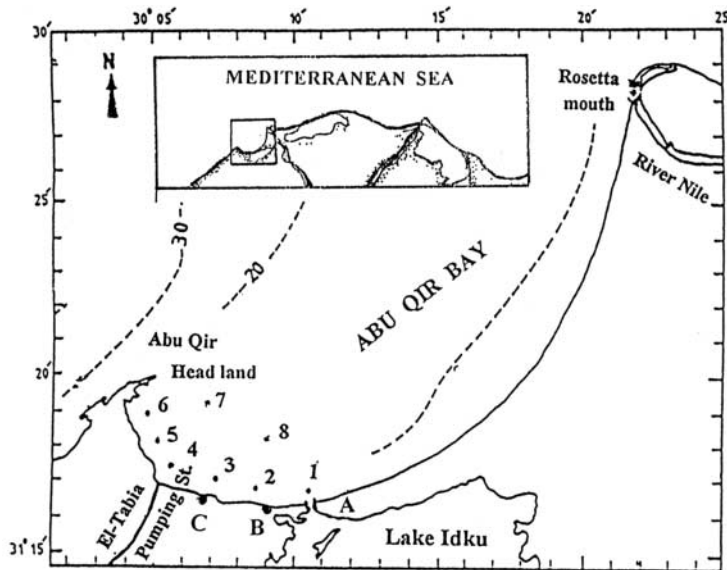 30 05' 10' 15' 20' 25
30'
N
MEDITERRANEAN SEA
Rosetta
mouth
River Nile
25'
30
20
ABU QIR BAY
Abu Qir
Head land
20'
6
7
5
8
4
3
2
1
A
El-Tabia
Pumping St.
C
B
Lake Idku
31 15'